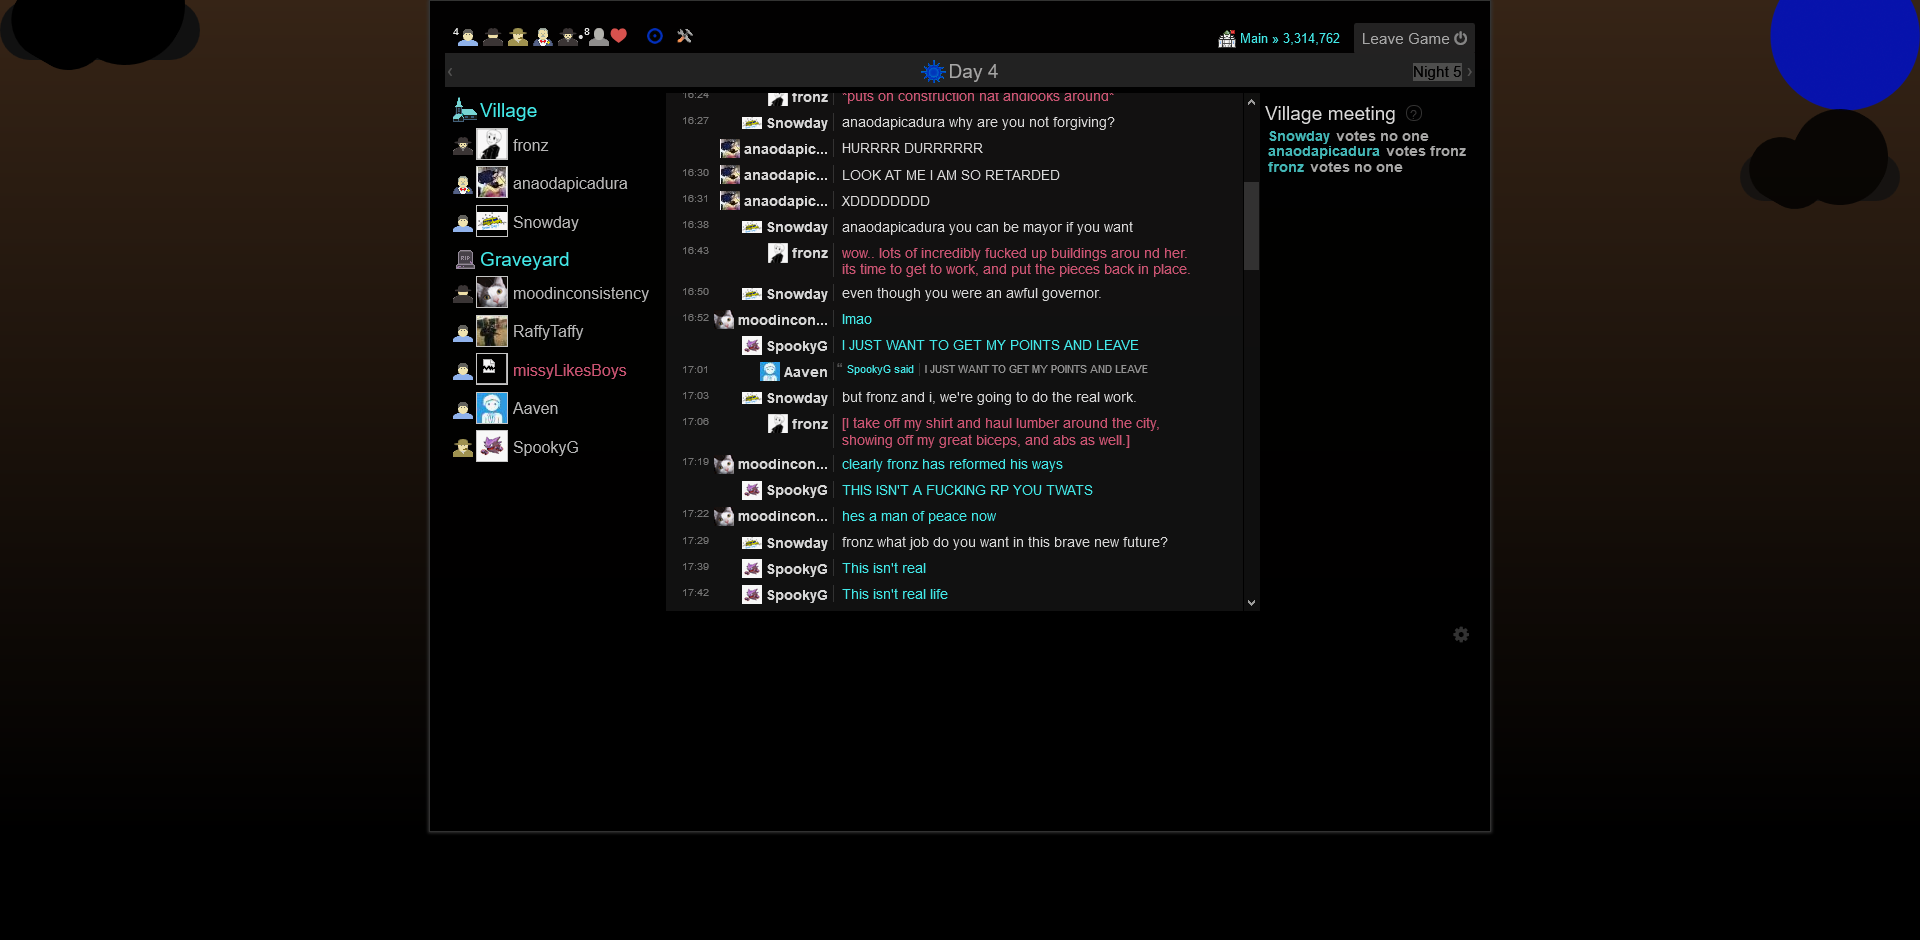 4
8
Main » 3,314,762
Leave Game
Day 4
Night 5
Village
fronz
anaodapicadura
Snowday
Graveyard
RIP
moodinconsistency
RaffyTaffy
missyLikesBoys
Aaven
SpookyG
16:24 fronz *puts on construction hat andlooks around*
16:27 Snowday anaodapicadura why are you not forgiving?
anaodapic... HURRRR DURRRRRR
16:30 anaodapic... LOOK AT ME I AM SO RETARDED
16:31 anaodapic... XDDDDDDDD
16:38 Snowday anaodapicadura you can be mayor if you want
16:43 fronz wow.. lots of incredibly fucked up buildings arou nd her.
its time to get to work, and put the pieces back in place.
16:50 Snowday even though you were an awful governor.
16:52 moodincon... lmao
SpookyG I JUST WANT TO GET MY POINTS AND LEAVE
17:01 Aaven “ SpookyG said I JUST WANT TO GET MY POINTS AND LEAVE
17:03 Snowday but fronz and i, we're going to do the real work.
17:06 fronz [I take off my shirt and haul lumber around the city,
showing off my great biceps, and abs as well.]
17:19 moodincon... clearly fronz has reformed his ways
SpookyG THIS ISN'T A FUCKING RP YOU TWATS
17:22 moodincon... hes a man of peace now
17:29 Snowday fronz what job do you want in this brave new future?
17:39 SpookyG This isn't real
17:42 SpookyG This isn't real life
Village meeting ?
Snowday votes no one
anaodapicadura votes fronz
fronz votes no one